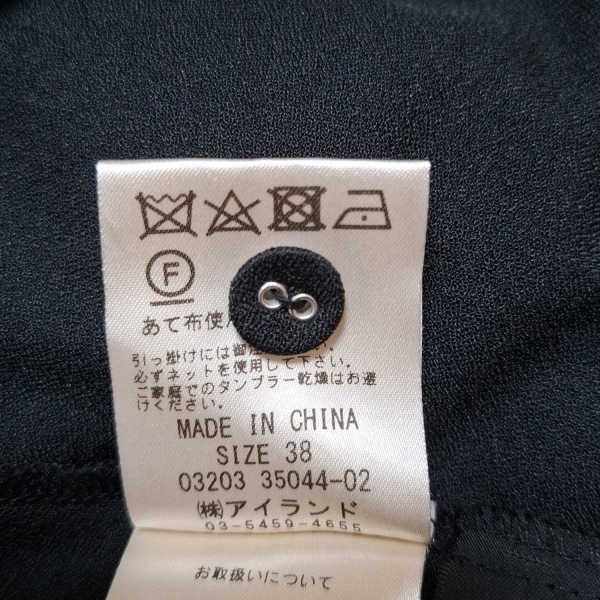 F
あて布使
引っ掛けには御
必ずネットを使用して下さい。
ご家庭でのタンブラー乾燥はお避
けください。
MADE IN CHINA
SIZE 38
03203 35044-02
㈱アイランド
03-5459-4655
お取扱いについて